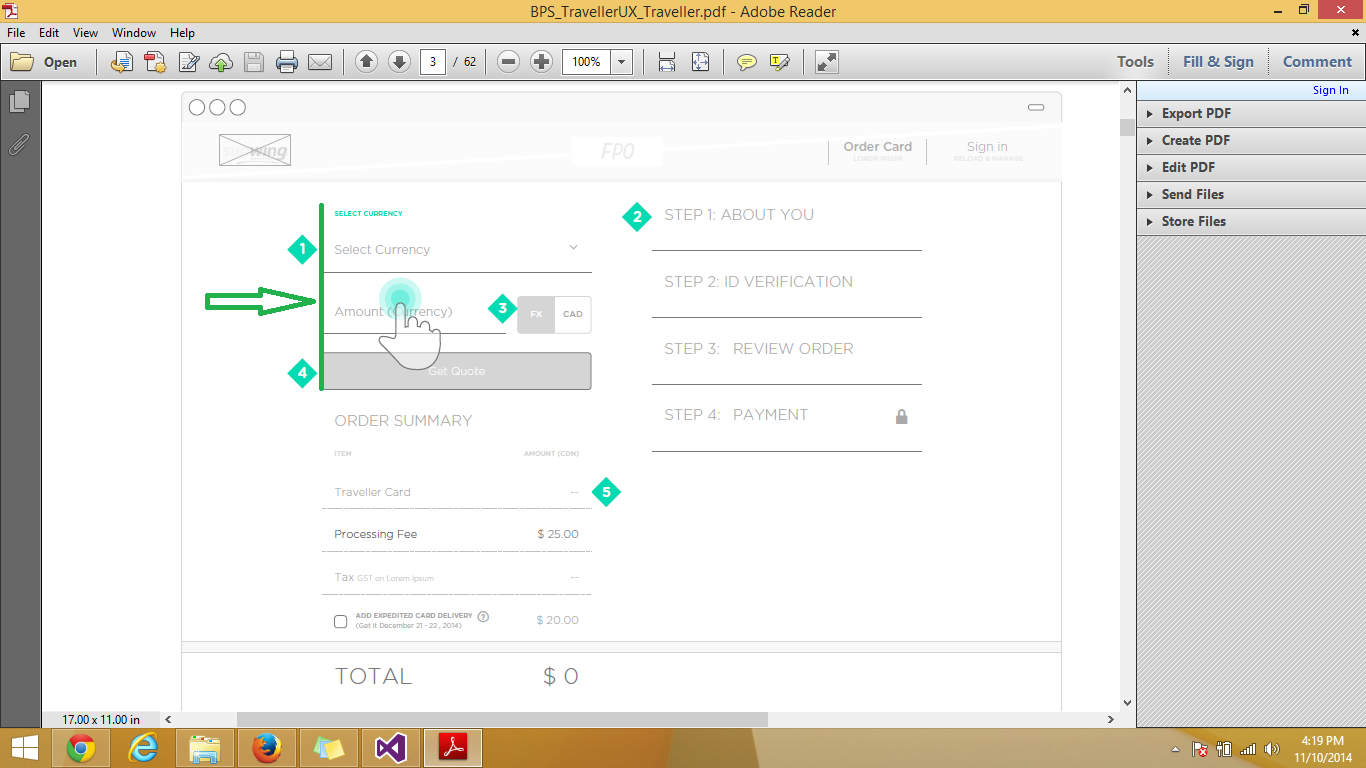 BPS_TravellerUX_Traveller.pdf - Adobe Reader
File Edit View Window Help
Open 3 / 62 100% Tools Fill & Sign Comment
Sign In
Export PDF
Create PDF
Edit PDF
Send Files
Store Files
wing
FPO
Order Card
LOREM IPSUM
Sign in
RELOAD & MANAGE
SELECT CURRENCY
1 Select Currency
Amount (Currency) 3 FX CAD
4 Get Quote
ORDER SUMMARY
ITEM AMOUNT (CDN)
Traveller Card -- 5
Processing Fee $ 25.00
Tax GST on Lorem Ipsum --
ADD EXPEDITED CARD DELIVERY ? $ 20.00
(Get it December 21 - 22 , 2014)
TOTAL $ 0
2 STEP 1: ABOUT YOU
STEP 2: ID VERIFICATION
STEP 3: REVIEW ORDER
STEP 4: PAYMENT
17.00 x 11.00 in
4:19 PM
11/10/2014